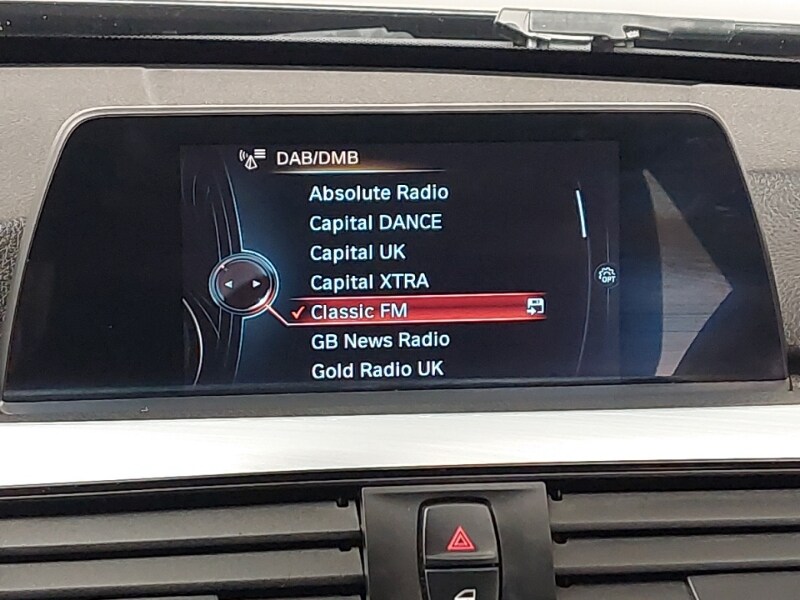 DAB/DMB
Absolute Radio
Capital DANCE
Capital UK
Capital XTRA
Classic FM
GB News Radio
Gold Radio UK
OPT